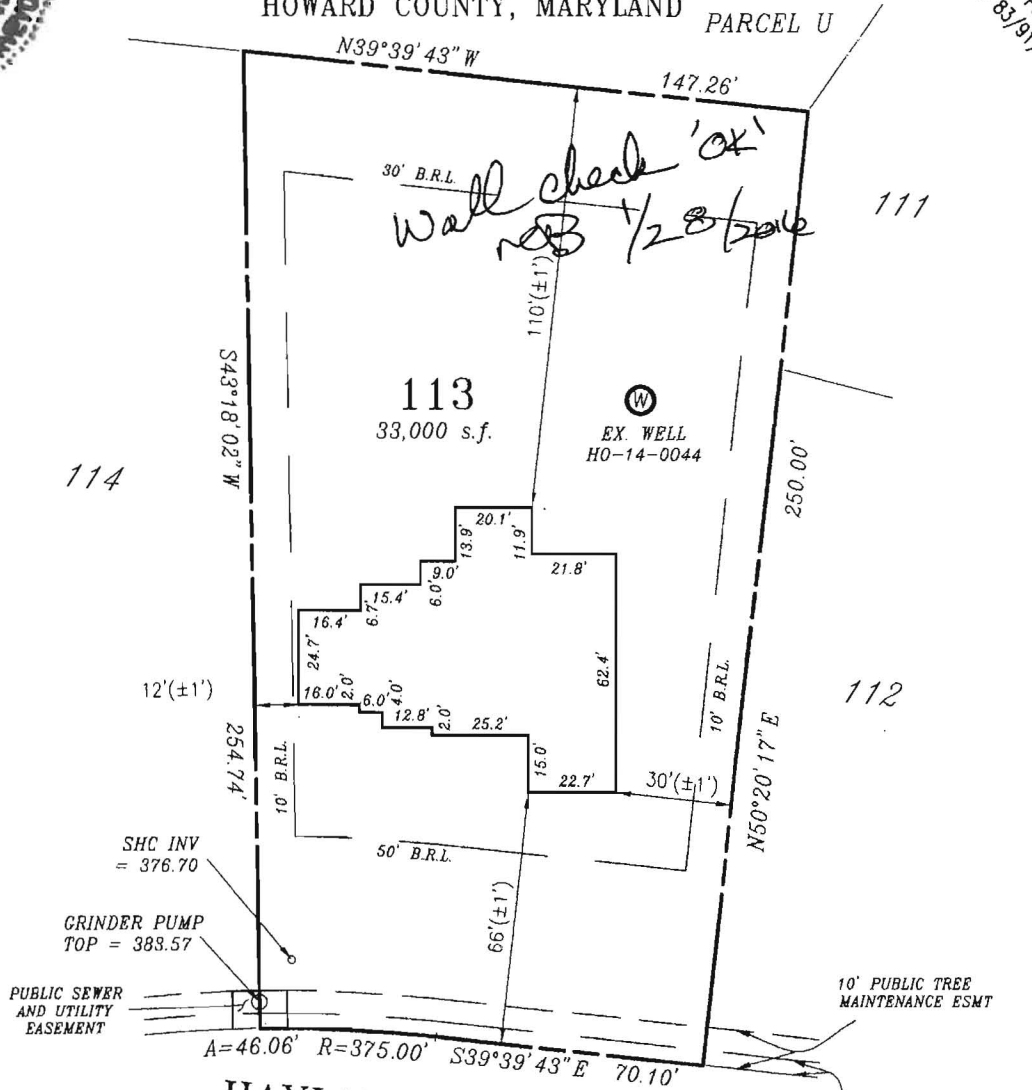 HOWARD COUNTY, MARYLAND
PARCEL U
83/91
N39°39'43"W
147.26'
Wall check 'OK'
1/28/2016
30' B.R.L.
111
110'(±1')
S43°18'02"W
113
33,000 s.f.
W
EX. WELL
HO-14-0044
250.00'
114
20.1'
13.9'
11.9'
9.0'
21.8'
6.0'
15.4'
6.7'
16.4'
24.7'
62.4'
12'(±1')
16.0'
2.0'
6.0'
4.0'
12.8'
2.0'
25.2'
15.0'
22.7'
30'(±1')
10' B.R.L.
112
254.74'
10' B.R.L.
N50°20'17"E
50' B.R.L.
SHC INV
= 376.70
66'(±1')
GRINDER PUMP
TOP = 383.57
PUBLIC SEWER
AND UTILITY
EASEMENT
10' PUBLIC TREE
MAINTENANCE ESMT
A=46.06' R=375.00' S39°39'43"E 70.10'